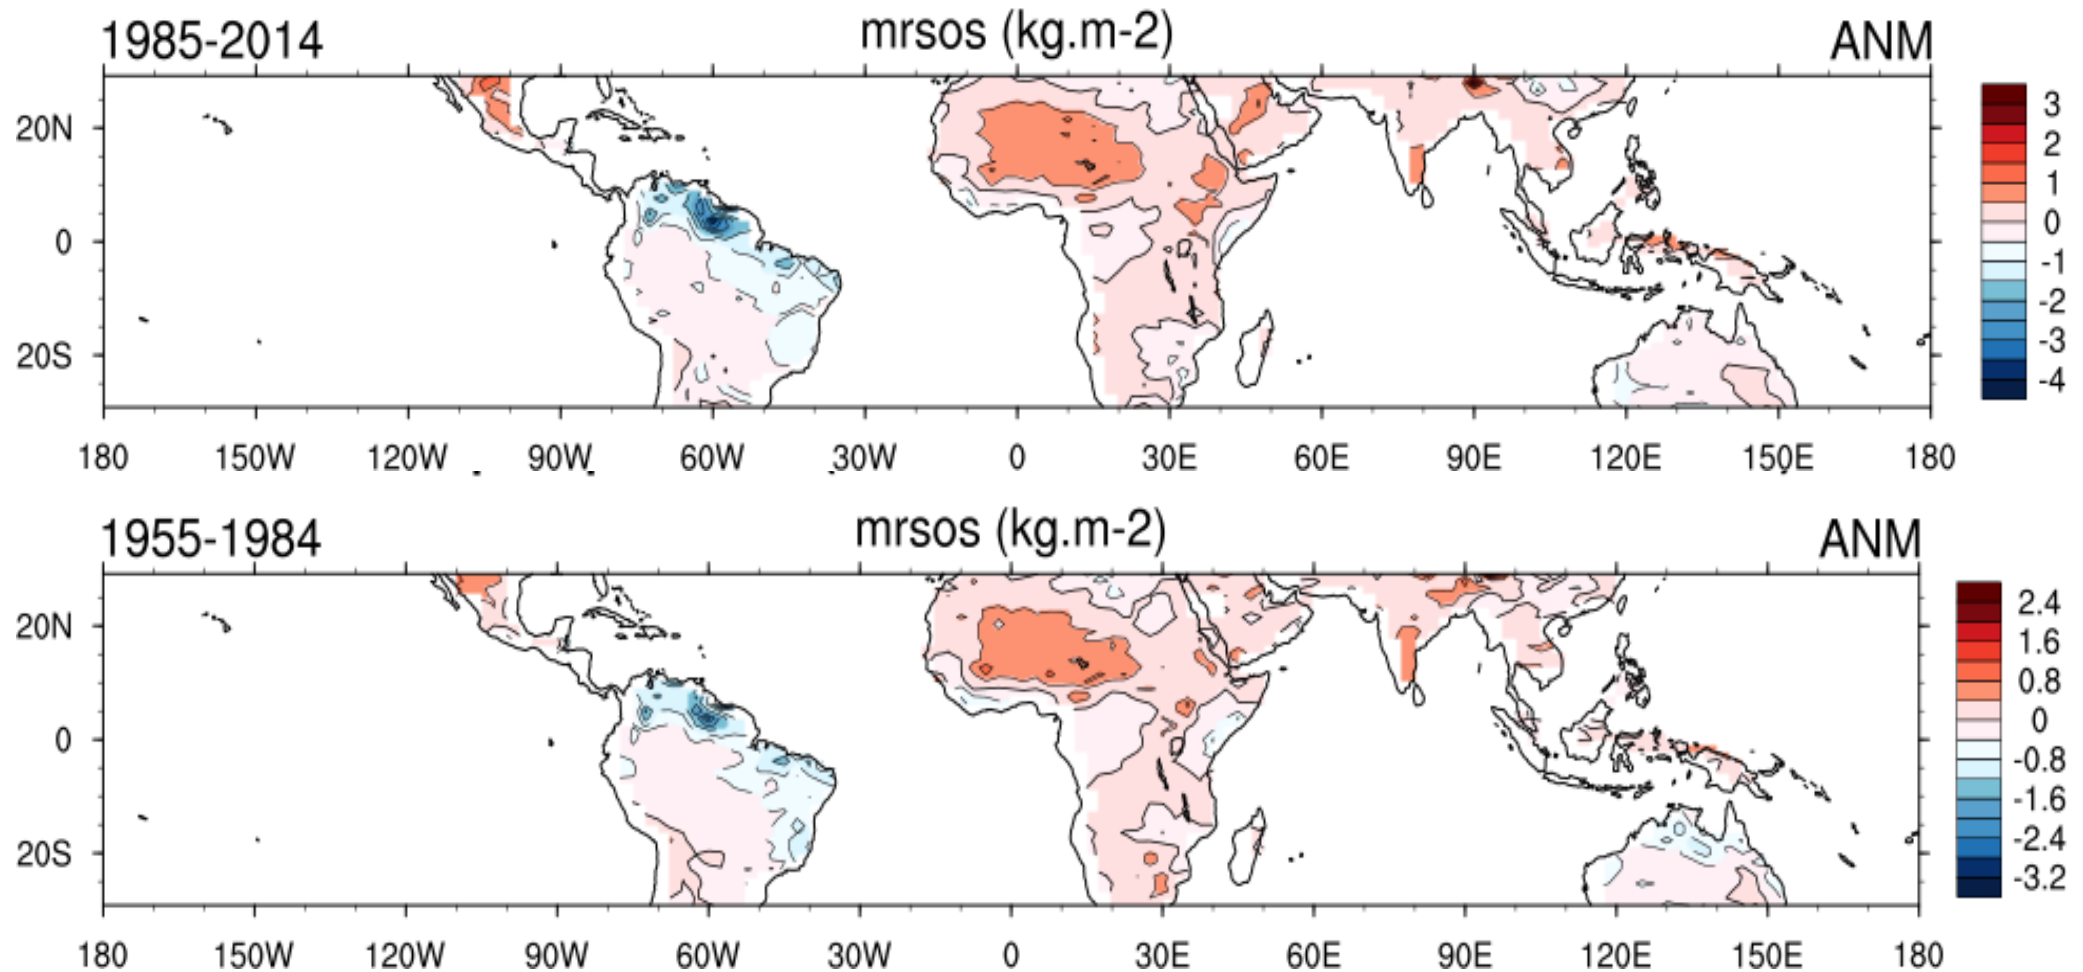 1985-2014 mrsos (kg.m-2) ANM
20N
0
20S
180 150W 120W 90W 60W 30W 0 30E 60E 90E 120E 150E 180
3
2
1
0
-1
-2
-3
-4
1955-1984 mrsos (kg.m-2) ANM
20N
0
20S
180 150W 120W 90W 60W 30W 0 30E 60E 90E 120E 150E 180
2.4
1.6
0.8
0
-0.8
-1.6
-2.4
-3.2